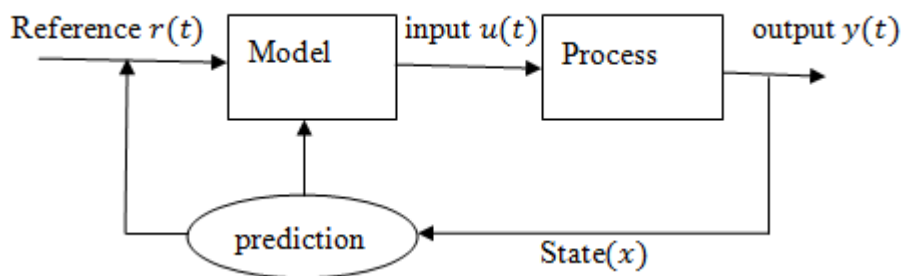 Reference r(t)
Model
input u(t)
Process
output y(t)
prediction
State(x)